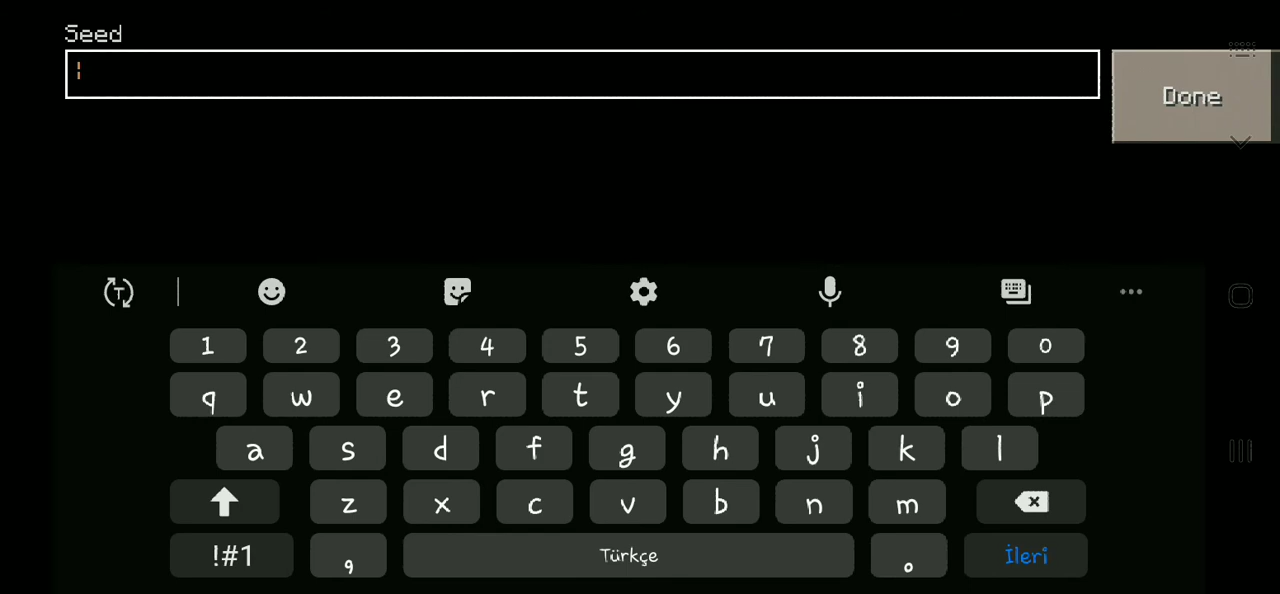 Seed
Done
1 2 3 4 5 6 7 8 9 0
q w e r t y u i o p
a s d f g h j k l
z x c v b n m
!#1 , Türkçe . İleri